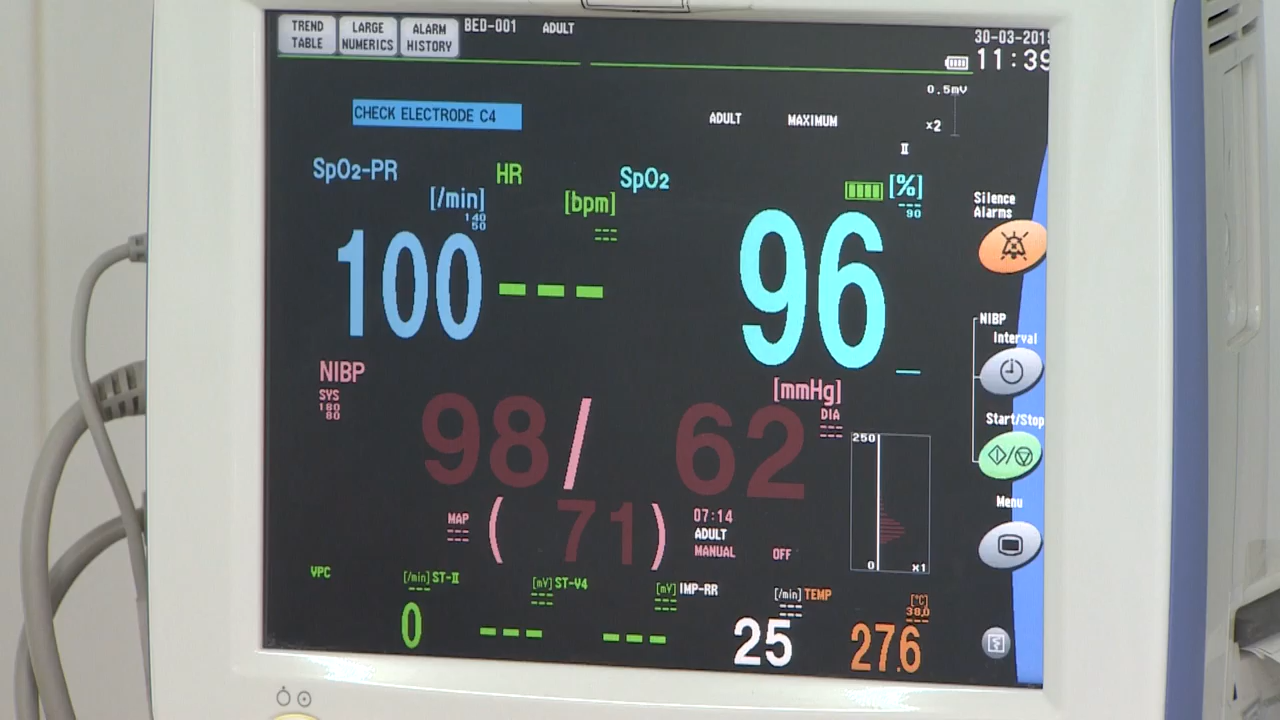 TREND TABLE
LARGE NUMERICS
ALARM HISTORY
BED-001 ADULT
30-03-2015
11:39
0.5mV
CHECK ELECTRODE C4
ADULT MAXIMUM
x2
II
SpO2-PR HR SpO2
[/min] [bpm] [%]
140
50
---
---
90
100 --- 96
Silence
Alarms
NIBP
Interval
Start/Stop
Menu
NIBP [mmHg]
SYS
180
80
DIA
---
98/ 62
250
0 x1
MAP
---
( 71)
07:14
ADULT
MANUAL OFF
VPC [/min] ST-II [mV] ST-V4 [mV] IMP-RR [/min] TEMP [°C]
--- --- --- --- 38.0
---
0 --- --- 25 27.6